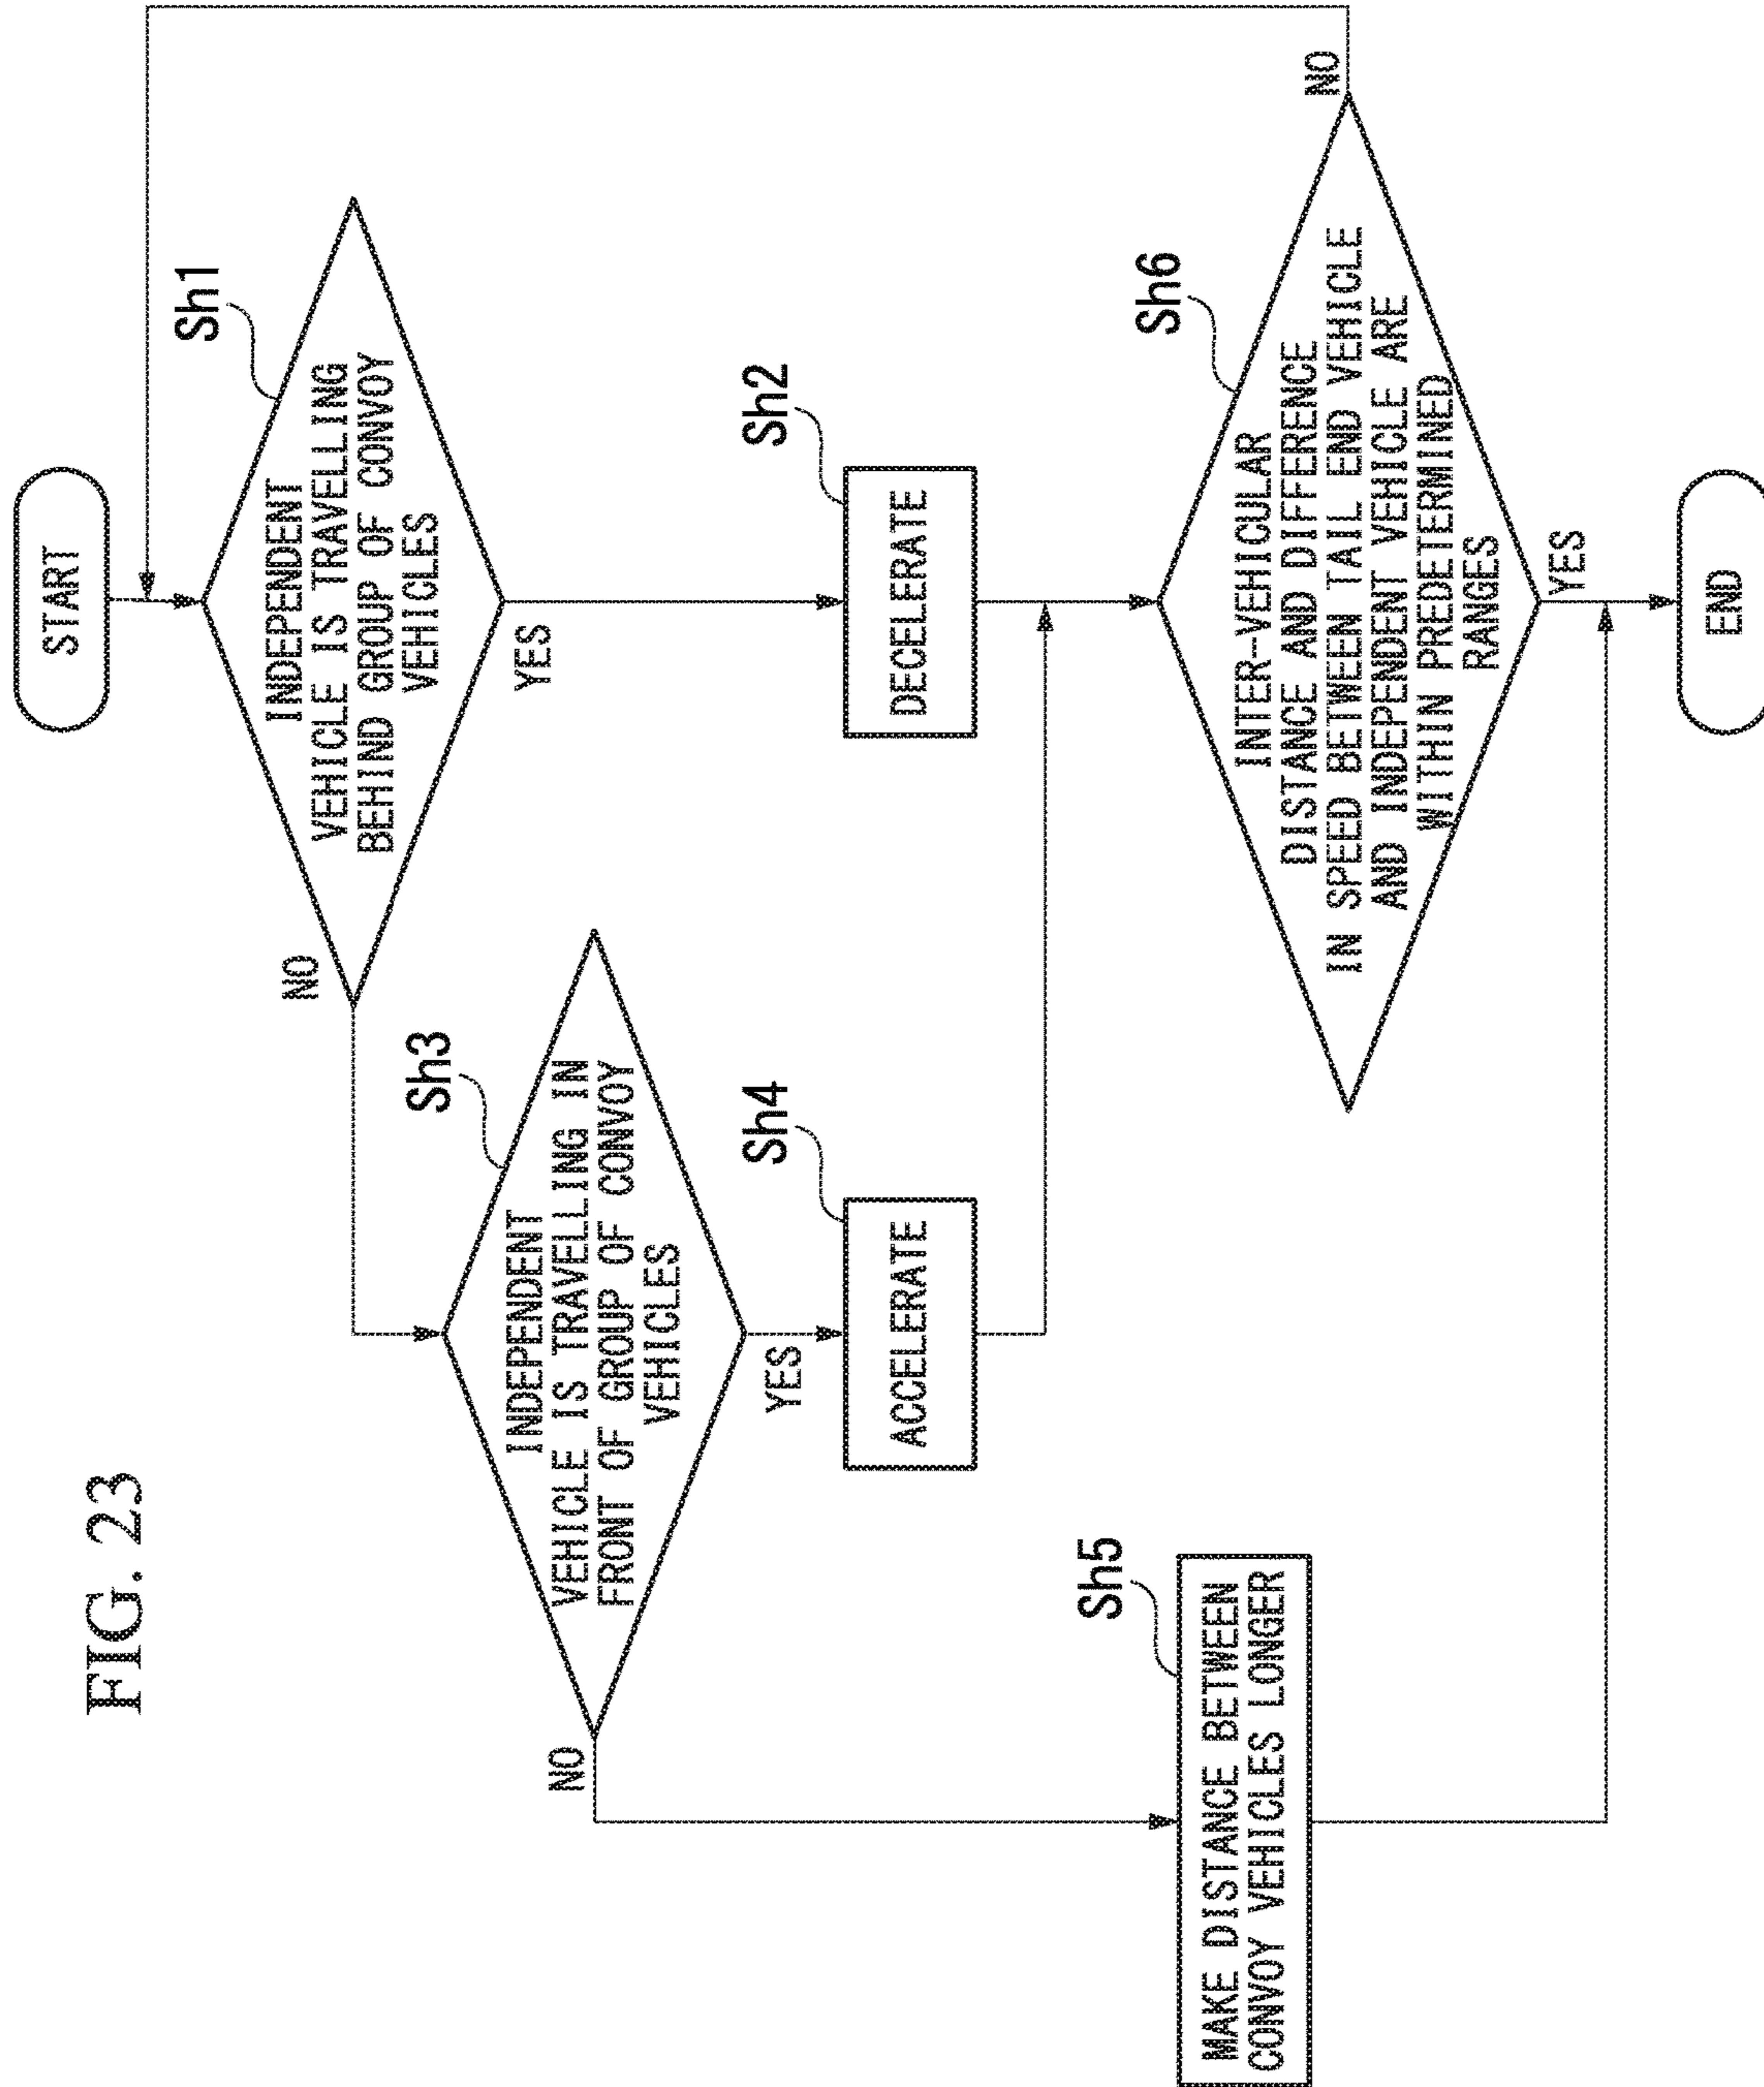 FIG. 23
START
Sh1
INDEPENDENT
VEHICLE IS TRAVELLING
BEHIND GROUP OF CONVOY
VEHICLES
NO
YES
Sh3
INDEPENDENT
VEHICLE IS TRAVELLING IN
FRONT OF GROUP OF CONVOY
VEHICLES
NO
YES
Sh2
DECELERATE
Sh4
ACCELERATE
Sh5
MAKE DISTANCE BETWEEN
CONVOY VEHICLES LONGER
Sh6
INTER-VEHICULAR
DISTANCE AND DIFFERENCE
IN SPEED BETWEEN TAIL END VEHICLE
AND INDEPENDENT VEHICLE ARE
WITHIN PREDETERMINED
RANGES
NO
YES
END